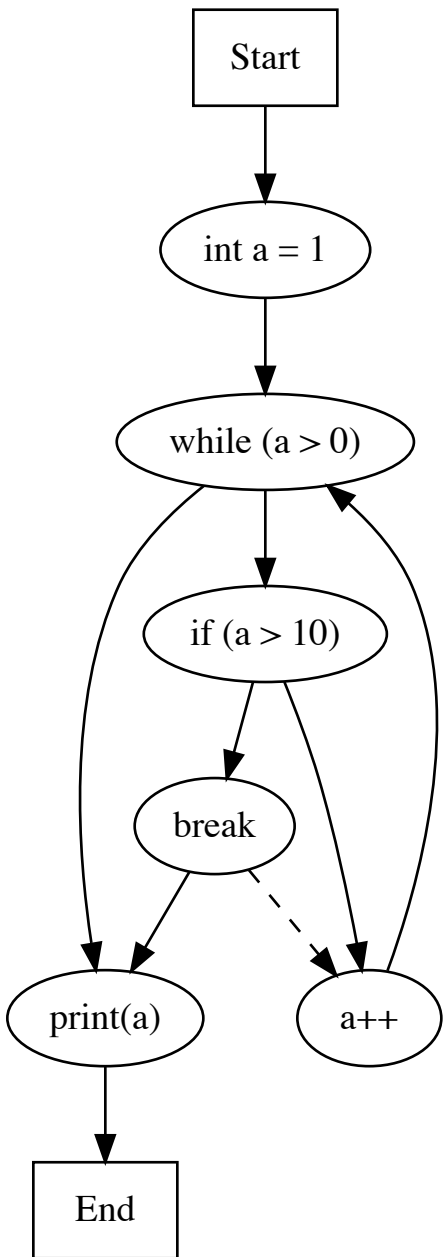 Start
int a = 1
while (a > 0)
if (a > 10)
break
print(a)
a++
End